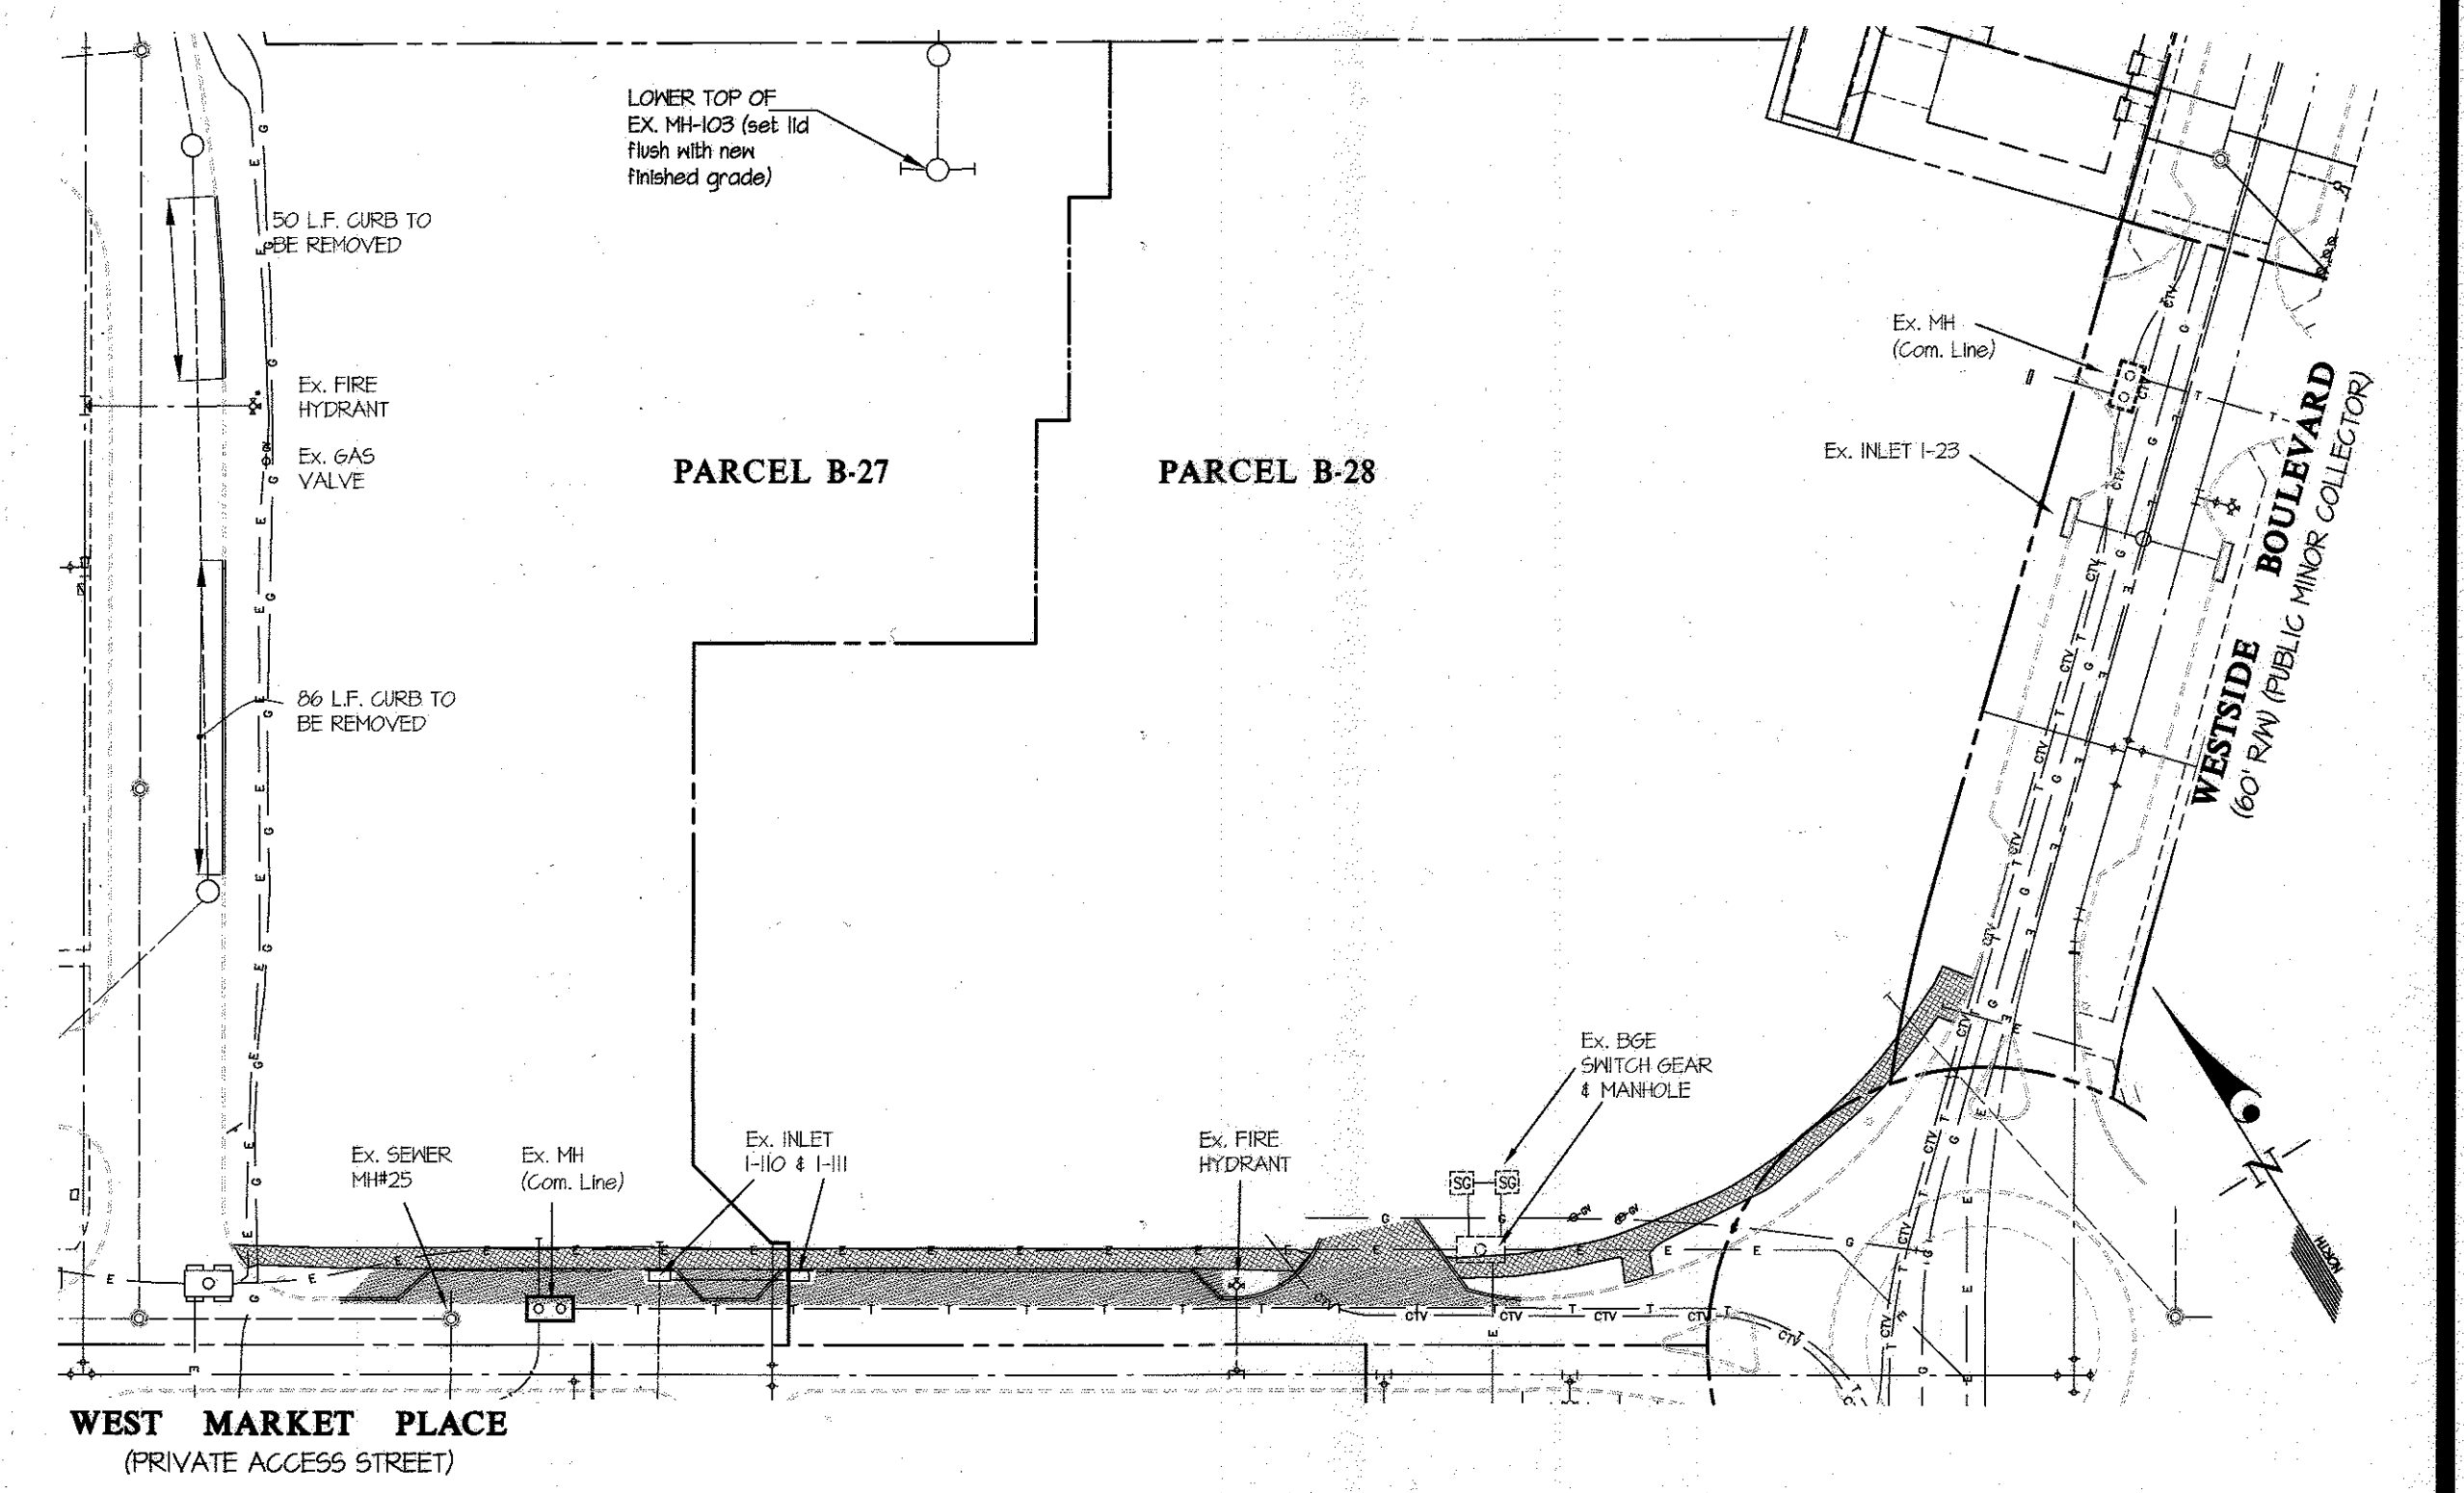 LOWER TOP OF
EX. MH-103 (set lid
flush with new
finished grade)
50 L.F. CURB TO
BE REMOVED
Ex. FIRE
HYDRANT
Ex. GAS
VALVE
PARCEL B-27
PARCEL B-28
Ex. MH
(Com. Line)
Ex. INLET I-23
WESTSIDE BOULEVARD
(60' R/W) (PUBLIC MINOR COLLECTOR)
86 L.F. CURB TO
BE REMOVED
Ex. SEWER
MH#25
Ex. MH
(Com. Line)
Ex. INLET
I-110 & I-111
Ex. FIRE
HYDRANT
Ex. BGE
SWITCH GEAR
& MANHOLE
SG
SG
N
NORTH
WEST MARKET PLACE
(PRIVATE ACCESS STREET)